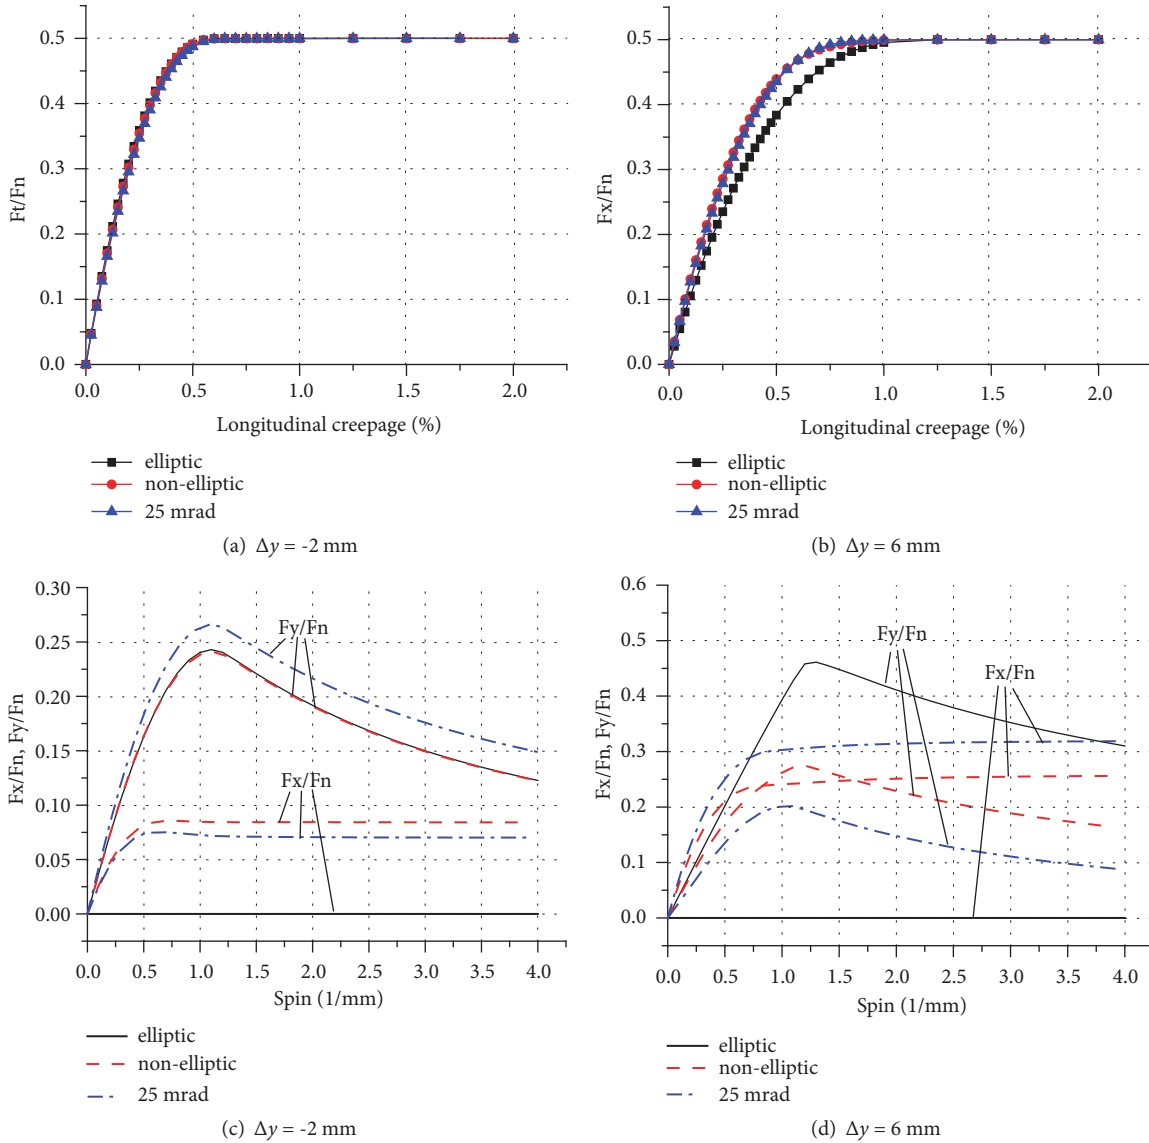 0.5
0.4
0.3
0.2
0.1
0.0
Ft/Fn
0.0 0.5 1.0 1.5 2.0
Longitudinal creepage (%)
elliptic
non-elliptic
25 mrad
(a) Δy = -2 mm
0.5
0.4
0.3
0.2
0.1
0.0
Fx/Fn
0.0 0.5 1.0 1.5 2.0
Longitudinal creepage (%)
elliptic
non-elliptic
25 mrad
(b) Δy = 6 mm
0.30
0.25
0.20
0.15
0.10
0.05
0.00
Fx/Fn, Fy/Fn
Fy/Fn
Fx/Fn
0.0 0.5 1.0 1.5 2.0 2.5 3.0 3.5 4.0
Spin (1/mm)
elliptic
non-elliptic
25 mrad
(c) Δy = -2 mm
0.6
0.5
0.4
0.3
0.2
0.1
0.0
Fx/Fn, Fy/Fn
Fy/Fn
Fx/Fn
0.0 0.5 1.0 1.5 2.0 2.5 3.0 3.5 4.0
Spin (1/mm)
elliptic
non-elliptic
25 mrad
(d) Δy = 6 mm